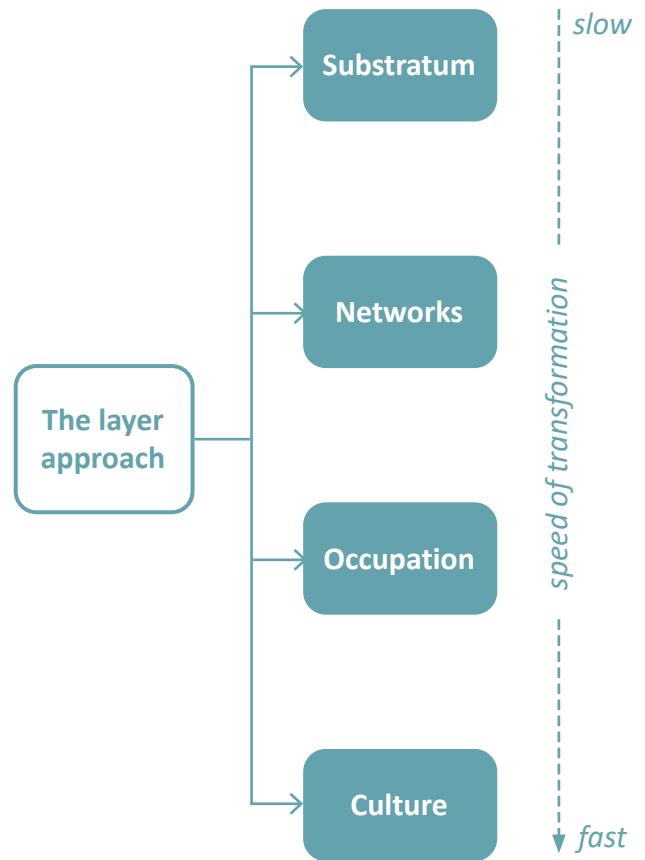 Substratum
slow
Networks
speed of transformation
The layer
approach
Occupation
Culture
fast